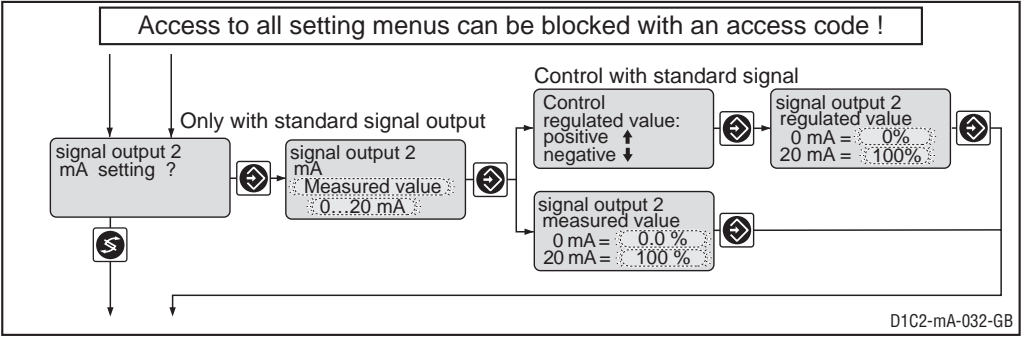 Access to all setting menus can be blocked with an access code !
Control with standard signal
Only with standard signal output
signal output 2
mA setting ?
signal output 2
mA
Measured value
0...20 mA
Control
regulated value:
positive
negative
signal output 2
regulated value
0 mA = 0%
20 mA = 100%
signal output 2
measured value
0 mA = 0.0 %
20 mA = 100 %
D1C2-mA-032-GB